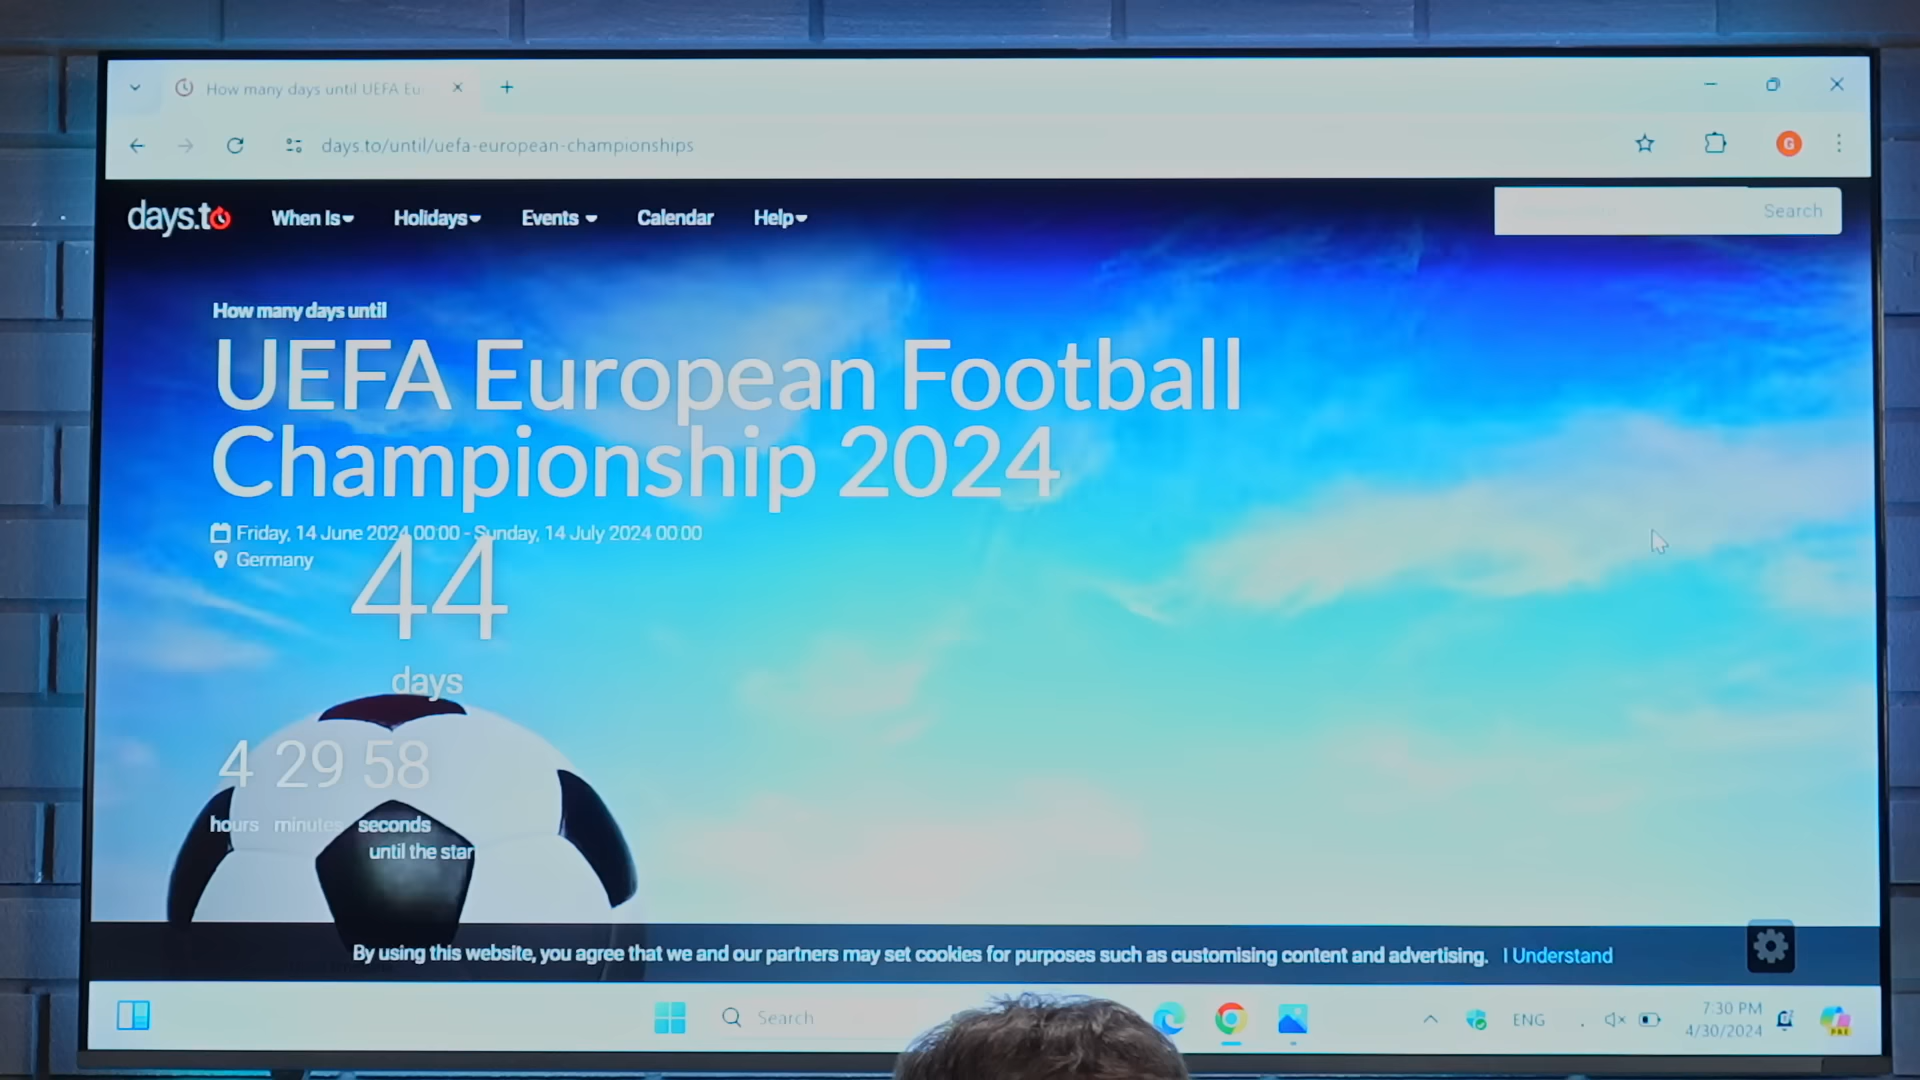 How many days until UEFA Eu
days.to/until/uefa-european-championships
G
days.to When Is Holidays Events Calendar Help Search
How many days until
UEFA European Football
Championship 2024
Friday, 14 June 2024 00:00 - Sunday, 14 July 2024 00:00
Germany
44
days
4 29 58
hours minutes seconds
until the star
By using this website, you agree that we and our partners may set cookies for purposes such as customising content and advertising. I Understand
Search
ENG
7:30 PM
4/30/2024
PRE